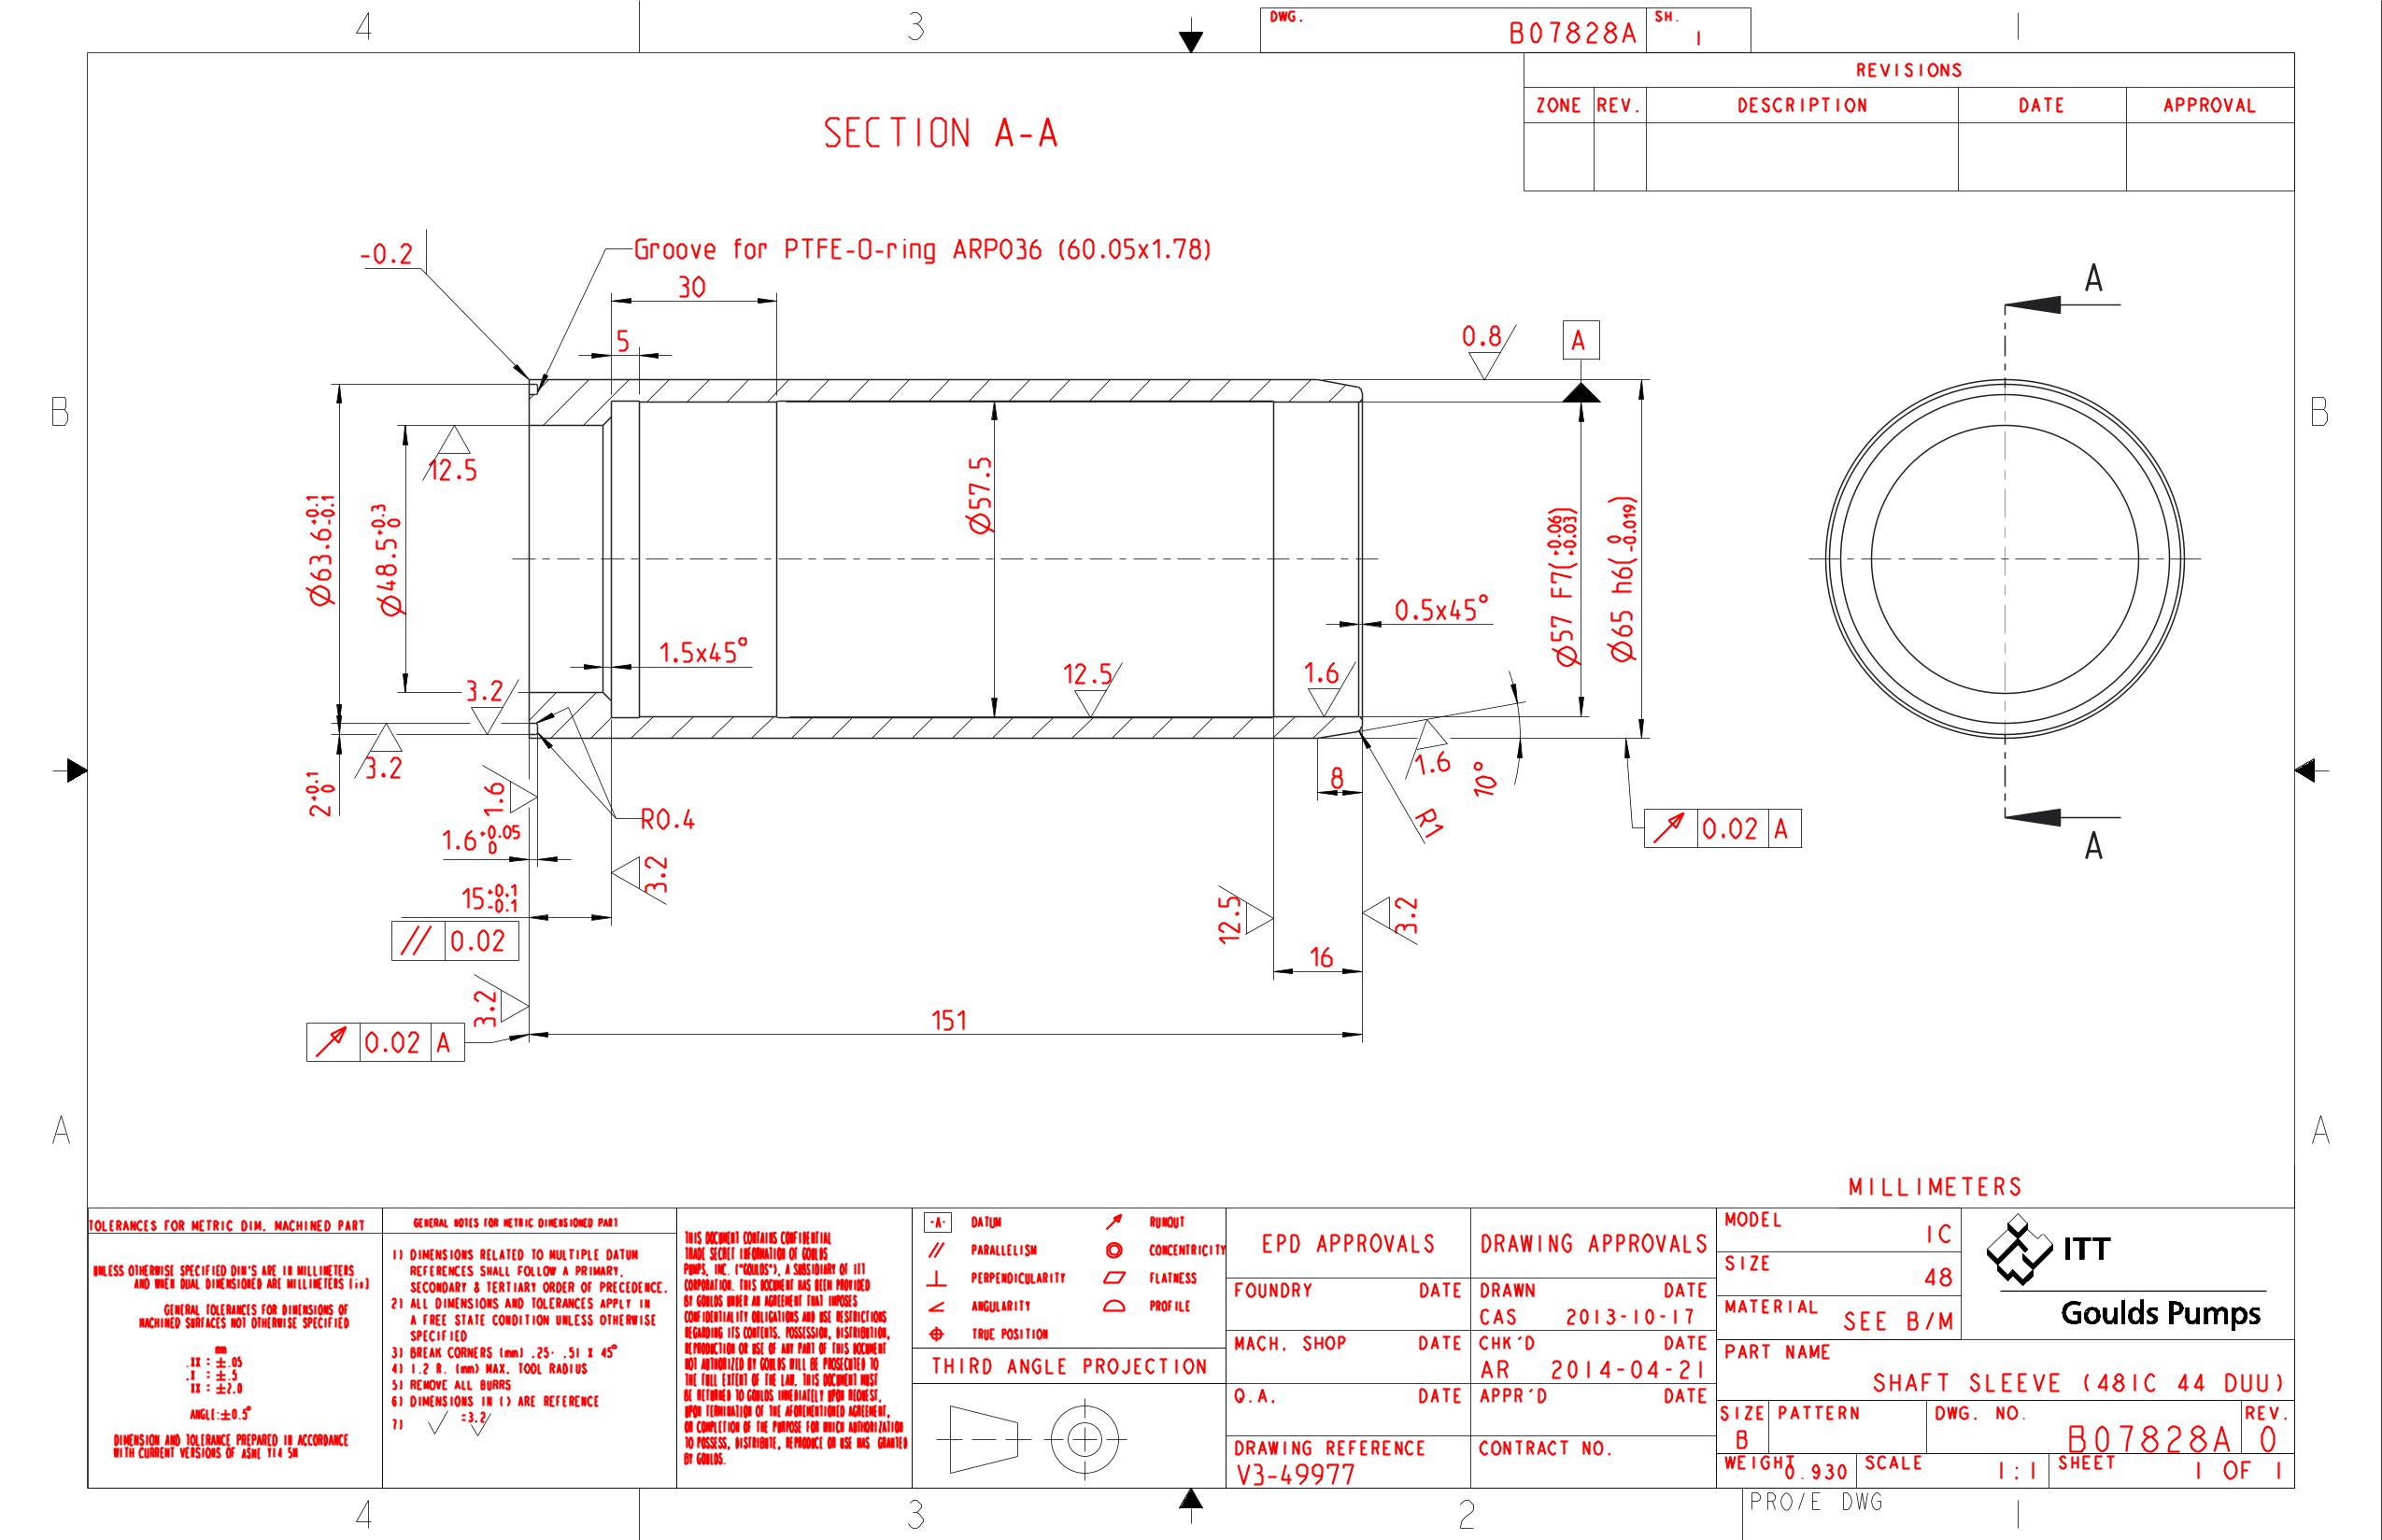 4
3
DWG.
B07828A
SH.
1
REVISIONS
ZONE REV. DESCRIPTION DATE APPROVAL
SECTION A-A
-0.2
Groove for PTFE-O-ring ARPO36 (60.05x1.78)
30
5
0.8
A
A
B
B
12.5
Ø63.6 +0.1 -0.1
Ø48.5 +0.3 0
Ø57.5
Ø57 F7( +0.06 +0.03 )
Ø65 h6( 0 -0.019 )
0.5x45°
1.5x45°
3.2
12.5
1.6
3.2
2 +0.1 0
1.6
8
1.6
10°
R1
R0.4
1.6 +0.05 0
3.2
0.02 A
A
15 +0.1 -0.1
12.5
3.2
// 0.02
16
3.2
151
0.02 A
A
A
MILLIMETERS
TOLERANCES FOR METRIC DIM. MACHINED PART
UNLESS OTHERWISE SPECIFIED DIM'S ARE IN MILLIMETERS
AND WHEN DUAL DIMENSIONED ARE MILLIMETERS [in]
GENERAL TOLERANCES FOR DIMENSIONS OF
MACHINED SURFACES NOT OTHERWISE SPECIFIED
mm
.XX : ±.05
.X : ±.5
XX : ±2.0
ANGLE:±0.5°
DIMENSION AND TOLERANCE PREPARED IN ACCORDANCE
WITH CURRENT VERSIONS OF ASME Y14 5M
GENERAL NOTES FOR METRIC DIMENSIONED PART
1) DIMENSIONS RELATED TO MULTIPLE DATUM
REFERENCES SHALL FOLLOW A PRIMARY,
SECONDARY & TERTIARY ORDER OF PRECEDENCE.
2) ALL DIMENSIONS AND TOLERANCES APPLY IN
A FREE STATE CONDITION UNLESS OTHERWISE
SPECIFIED
3) BREAK CORNERS (mm) .25- .51 X 45°
4) 1.2 R. (mm) MAX. TOOL RADIUS
5) REMOVE ALL BURRS
6) DIMENSIONS IN () ARE REFERENCE
7) √ =3.2/
THIS DOCUMENT CONTAINS CONFIDENTIAL
TRADE SECRET INFORMATION OF GOULDS
PUMPS, INC. ("GOULDS"), A SUBSIDIARY OF ITT
CORPORATION. THIS DOCUMENT HAS BEEN PROVIDED
BY GOULDS UNDER AN AGREEMENT THAT IMPOSES
CONFIDENTIALITY OBLIGATIONS AND USE RESTRICTIONS
REGARDING ITS CONTENTS. POSSESSION, DISTRIBUTION,
REPRODUCTION OR USE OF ANY PART OF THIS DOCUMENT
NOT AUTHORIZED BY GOULDS WILL BE PROSECUTED TO
THE FULL EXTENT OF THE LAW. THIS DOCUMENT MUST
BE RETURNED TO GOULDS IMMEDIATELY UPON REQUEST,
UPON TERMINATION OF THE AFOREMENTIONED AGREEMENT,
OR COMPLETION OF THE PURPOSE FOR WHICH AUTHORIZATION
TO POSSESS, DISTRIBUTE, REPRODUCE OR USE WAS GRANTED
BY GOULDS.
-A- DATUM
RUNOUT
// PARALLELISM
CONCENTRICITY
PERPENDICULARITY
FLATNESS
ANGULARITY
PROFILE
TRUE POSITION
THIRD ANGLE PROJECTION
EPD APPROVALS
FOUNDRY DATE
MACH. SHOP DATE
Q.A. DATE
DRAWING REFERENCE
V3-49977
DRAWING APPROVALS
DRAWN DATE
CAS 2013-10-17
CHK'D DATE
AR 2014-04-21
APPR'D DATE
CONTRACT NO.
MODEL
1C
SIZE
48
MATERIAL
SEE B/M
ITT
Goulds Pumps
PART NAME
SHAFT SLEEVE (481C 44 DUU)
SIZE
B
PATTERN
DWG. NO.
B07828A
REV.
0
WEIGHT
0.930
SCALE
1:1
SHEET
1 OF 1
PRO/E DWG
4
3
2